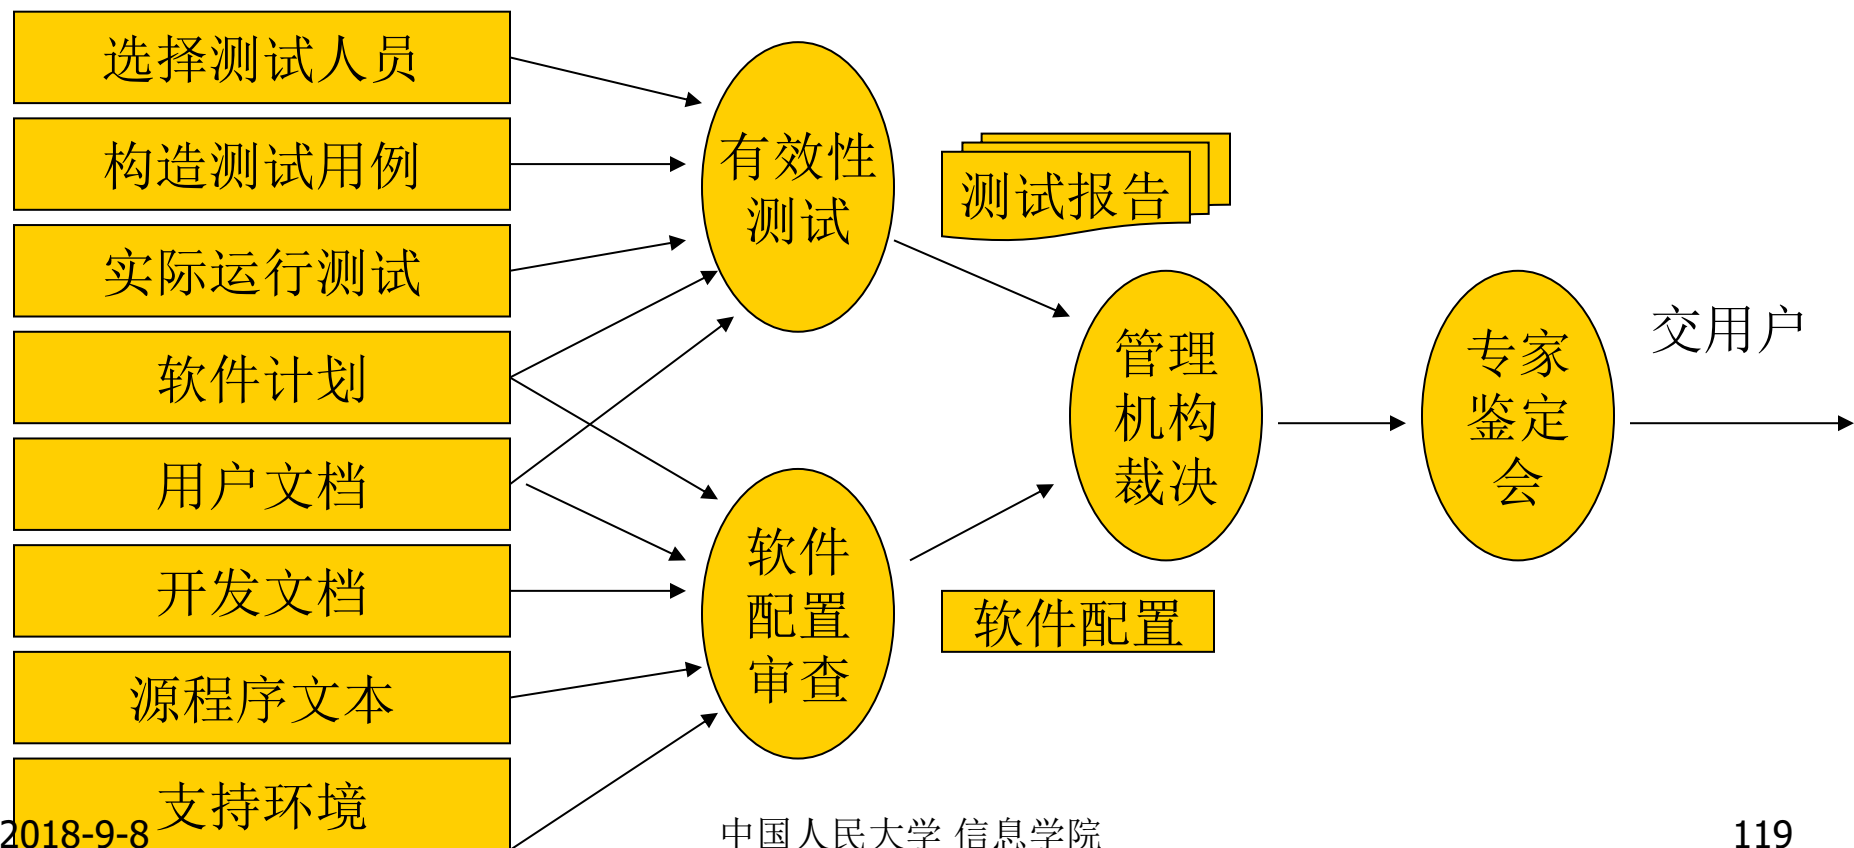 选择测试人员
构造测试用例
实际运行测试
软件计划
用户文档
开发文档
源程序文本
支持环境
有效性
测试
软件
配置
审查
测试报告
软件配置
管理
机构
裁决
专家
鉴定
会
交用户
2018-9-8
中国人民大学 信息学院
119